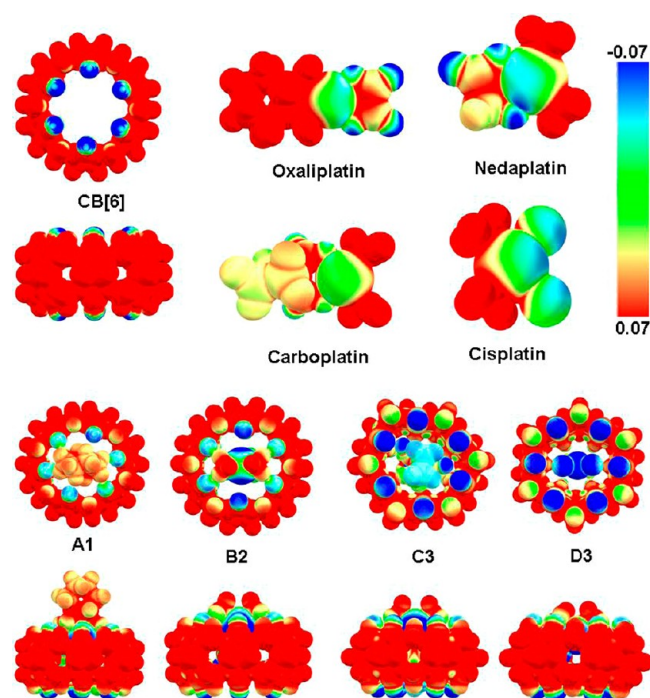 -0.07
CB[6]
Oxaliplatin
Nedaplatin
0.07
Carboplatin
Cisplatin
A1
B2
C3
D3